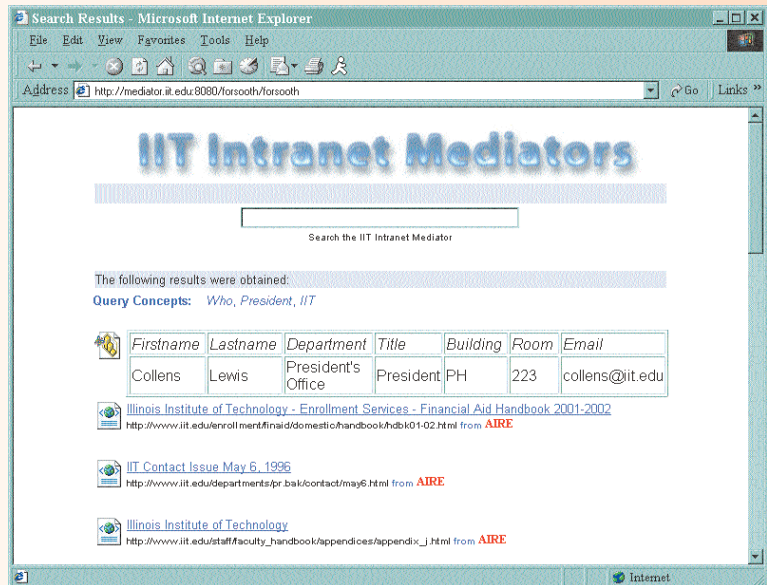 Search Results - Microsoft Internet Explorer
File Edit View Favorites Tools Help
Address http://mediator.iit.edu:8080/forsooth/forsooth Go Links »
IIT Intranet Mediators
Search the IIT Intranet Mediator
The following results were obtained:
Query Concepts: Who, President, IIT
Firstname Lastname Department Title Building Room Email
Collens Lewis President's Office President PH 223 collens@iit.edu
Illinois Institute of Technology - Enrollment Services - Financial Aid Handbook 2001-2002
http://www.iit.edu/enrollment/finaid/domestic/handbook/hdbk01-02.html from AIRE
IIT Contact Issue May 6, 1996
http://www.iit.edu/departments/pr.bak/contact/may6.html from AIRE
Illinois Institute of Technology
http://www.iit.edu/staff/faculty_handbook/appendices/appendix_j.html from AIRE
Internet